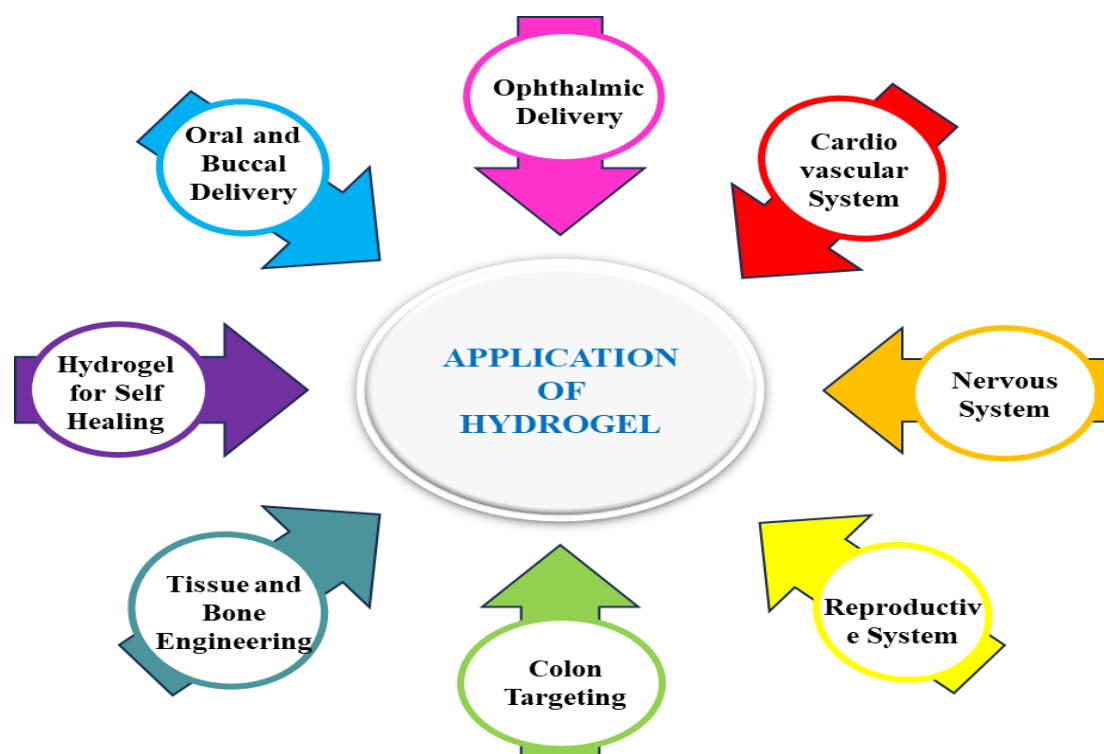 Ophthalmic
Delivery
Oral and
Buccal
Delivery
Cardio
vascular
System
Hydrogel
for Self
Healing
APPLICATION
OF
HYDROGEL
Nervous
System
Tissue and
Bone
Engineering
Reproductiv
e System
Colon
Targeting